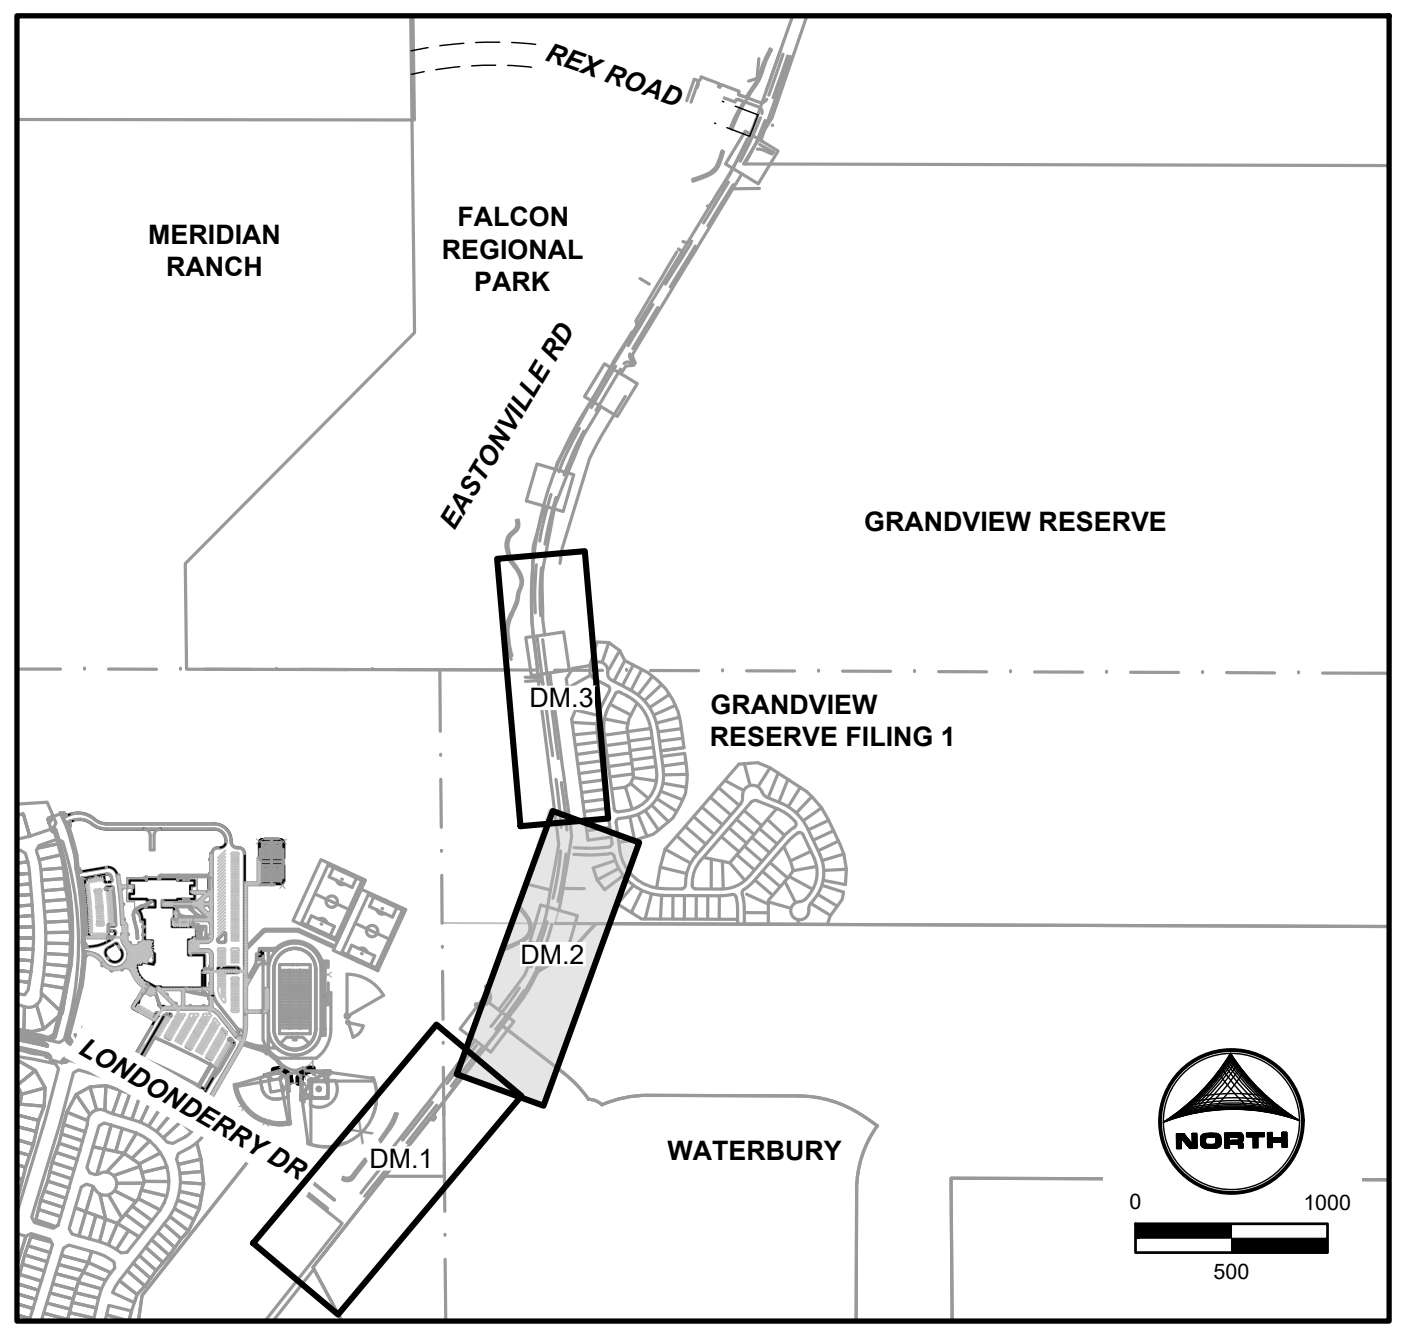 REX ROAD
MERIDIAN
RANCH
FALCON
REGIONAL
PARK
EASTONVILLE RD
GRANDVIEW RESERVE
DM.3
GRANDVIEW
RESERVE FILING 1
DM.2
LONDONDERRY DR
DM.1
WATERBURY
NORTH
0 1000
500